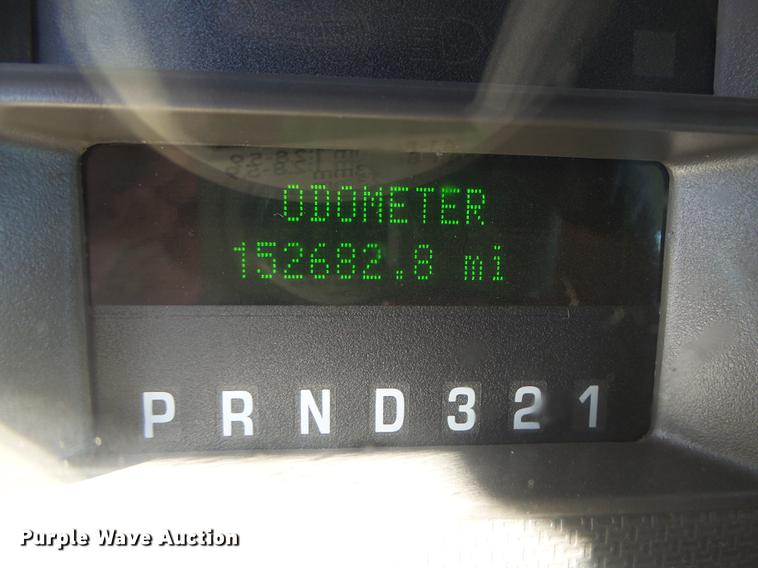 ODOMETER
152682.8 mi
P R N D 3 2 1
Purple Wave Auction